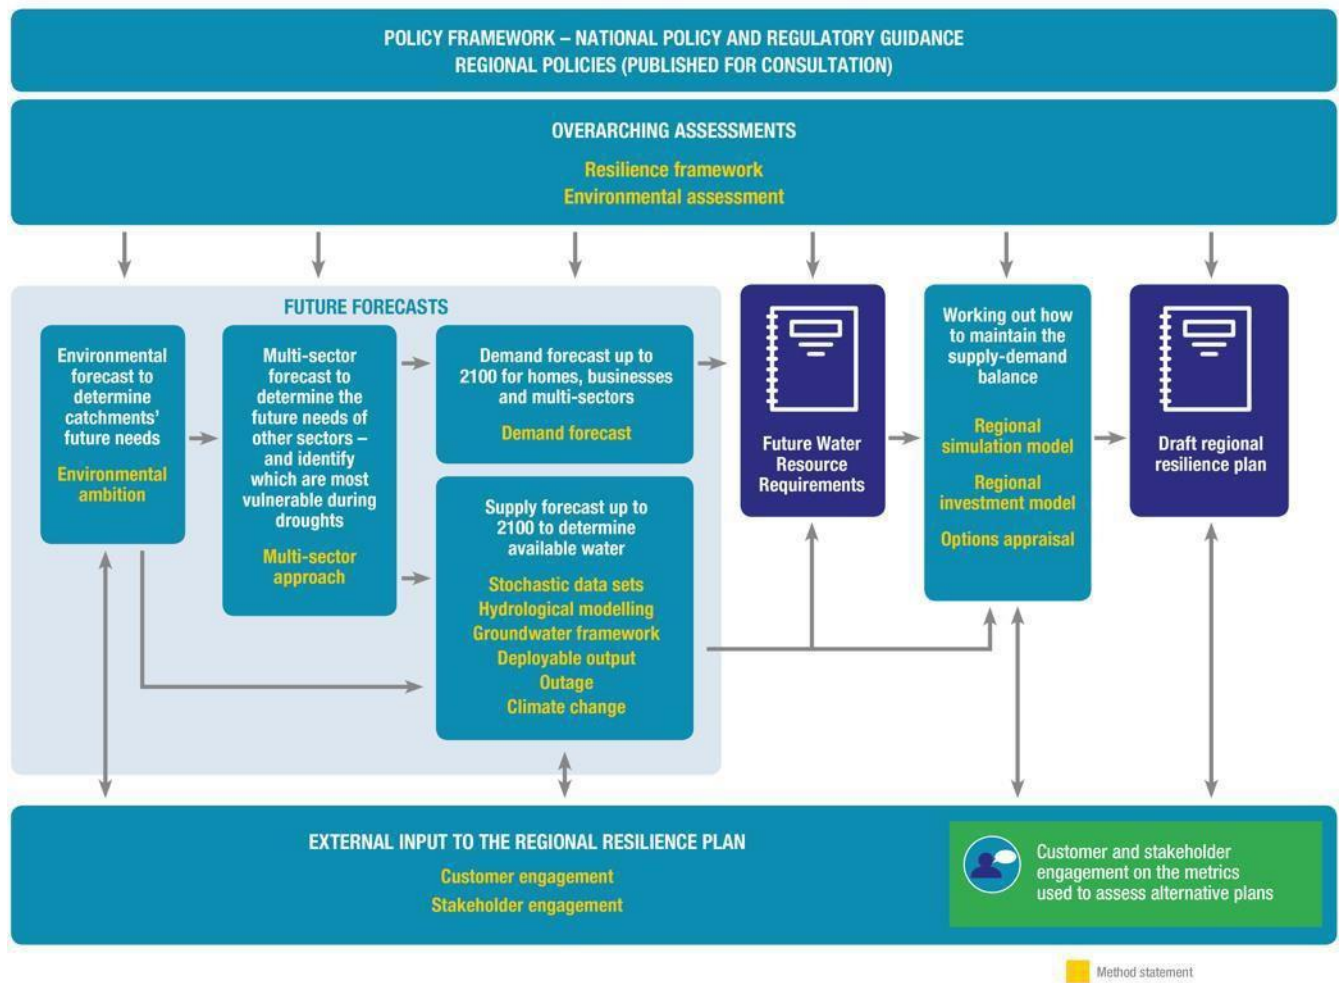 POLICY FRAMEWORK – NATIONAL POLICY AND REGULATORY GUIDANCE
REGIONAL POLICIES (PUBLISHED FOR CONSULTATION)
OVERARCHING ASSESSMENTS
Resilience framework
Environmental assessment
FUTURE FORECASTS
Environmental
forecast to
determine
catchments’
future needs
Environmental
ambition
Multi-sector
forecast to
determine the
future needs of
other sectors –
and identify
which are most
vulnerable during
droughts
Multi-sector
approach
Demand forecast up to
2100 for homes, businesses
and multi-sectors
Demand forecast
Supply forecast up to
2100 to determine
available water
Stochastic data sets
Hydrological modelling
Groundwater framework
Deployable output
Outage
Climate change
Future Water
Resource
Requirements
Working out how
to maintain the
supply-demand
balance
Regional
simulation model
Regional
investment model
Options appraisal
Draft regional
resilience plan
EXTERNAL INPUT TO THE REGIONAL RESILIENCE PLAN
Customer engagement
Stakeholder engagement
Customer and stakeholder
engagement on the metrics
used to assess alternative plans
Method statement